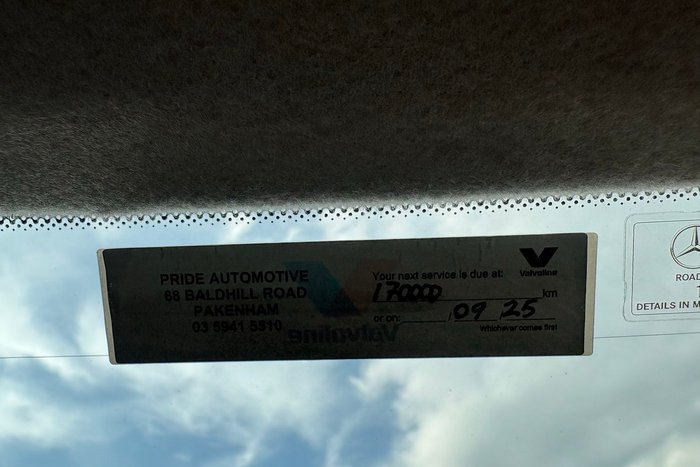 PRIDE AUTOMOTIVE
68 BALDHILL ROAD
PAKENHAM
03 5941 5510
Your next service is due at:
170000 km
or on: 09 / 25
Whichever comes first
Valvoline
Valvoline
ROAD
DETAILS IN M